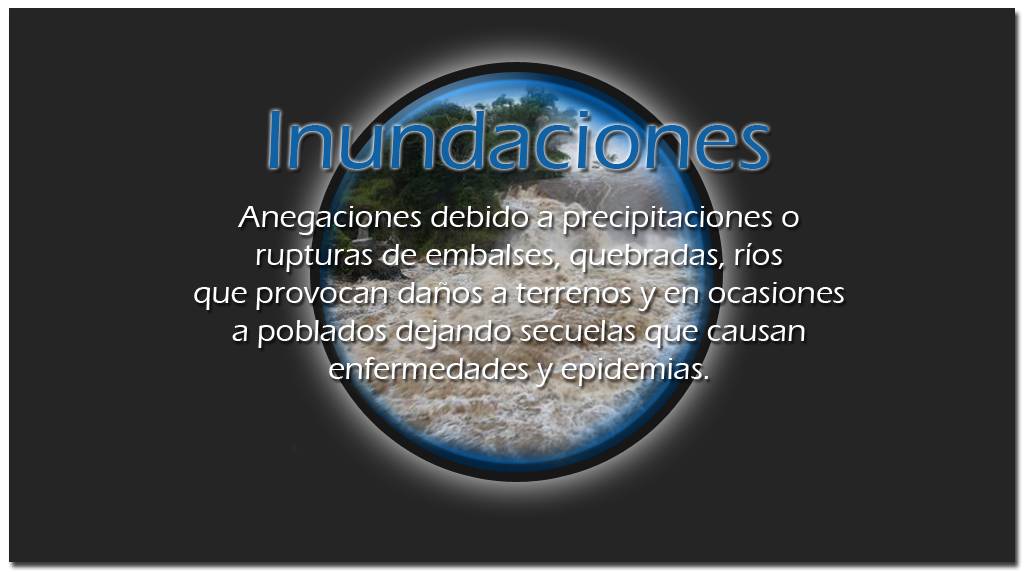 Inundaciones
Anegaciones debido a precipitaciones o
rupturas de embalses, quebradas, ríos
que provocan daños a terrenos y en ocasiones
a poblados dejando secuelas que causan
enfermedades y epidemias.